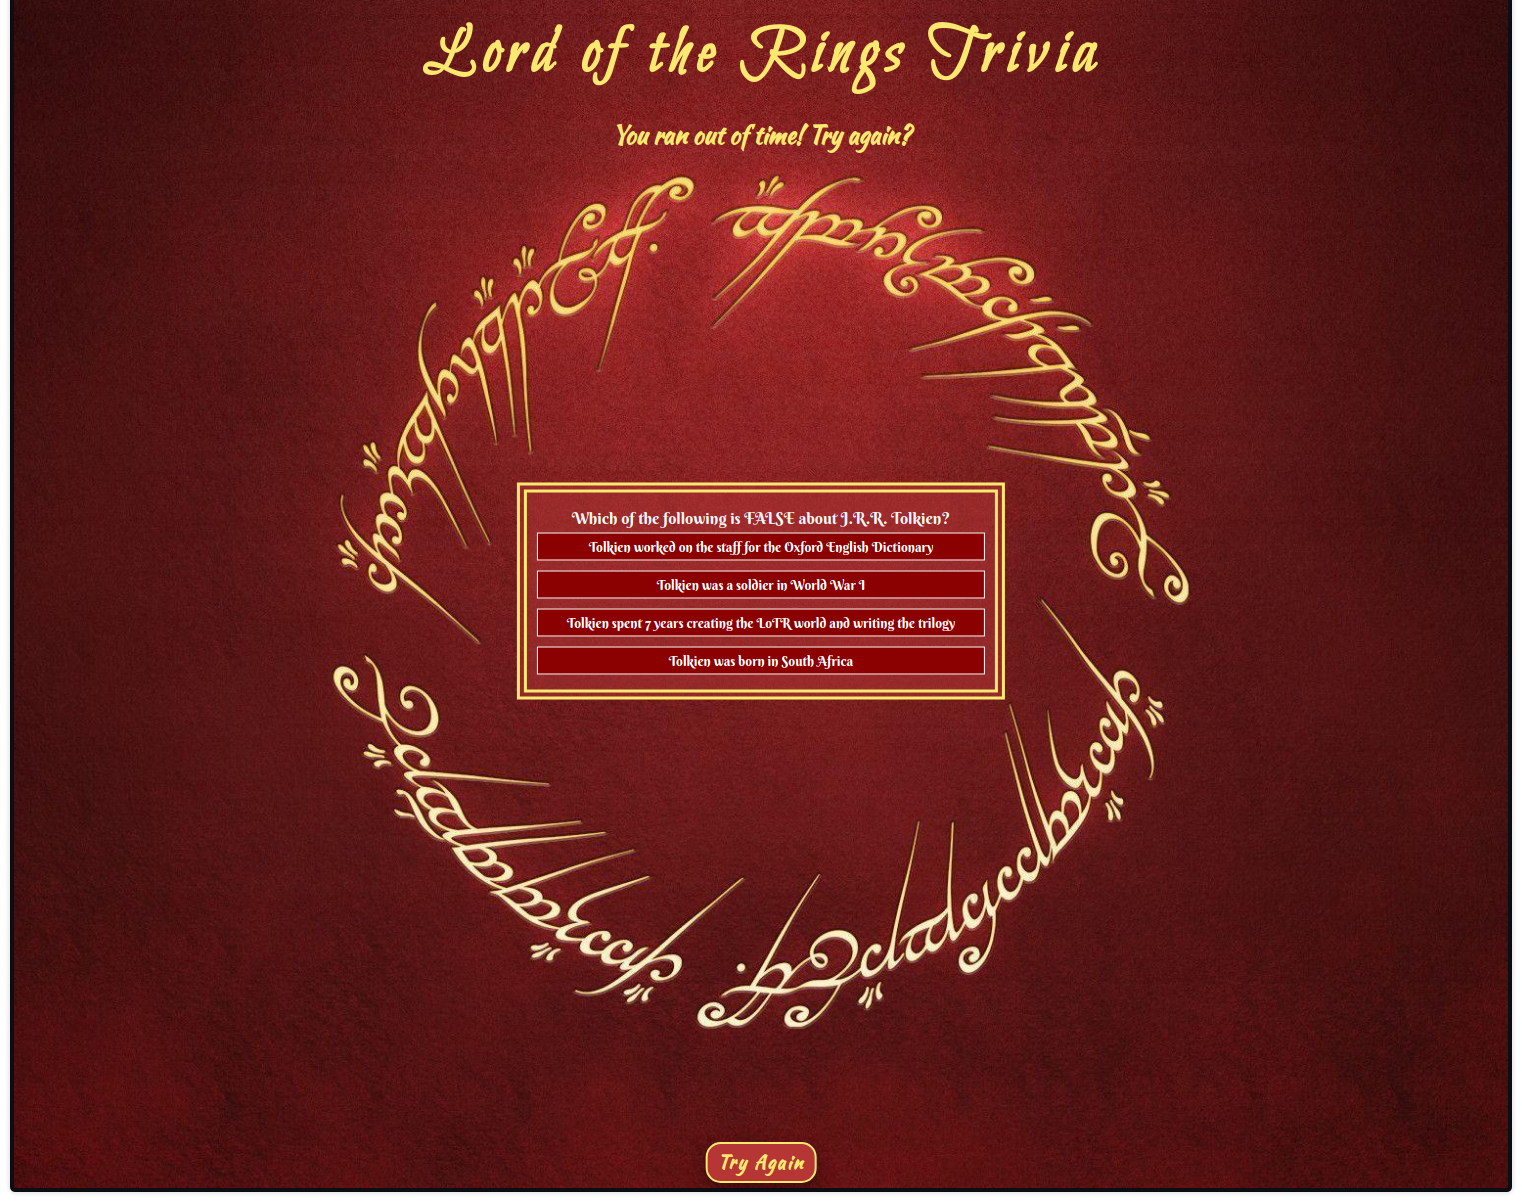 Lord of the Rings Trivia
You ran out of time! Try again?
Which of the following is FALSE about J.R.R. Tolkien?
Tolkien worked on the staff for the Oxford English Dictionary
Tolkien was a soldier in World War I
Tolkien spent 7 years creating the LoTR world and writing the trilogy
Tolkien was born in South Africa
Try Again